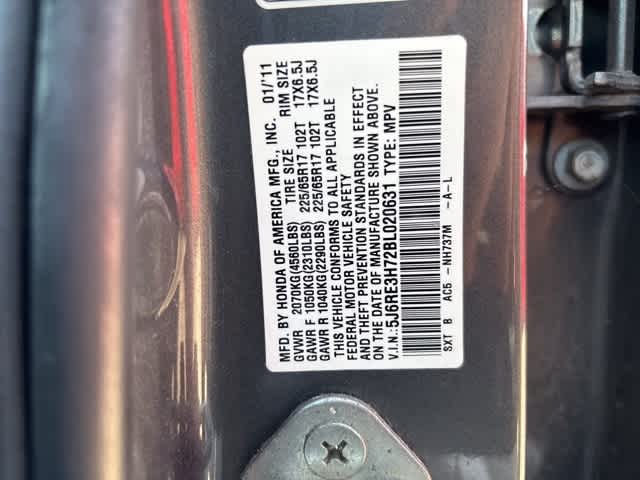 MFD. BY HONDA OF AMERICA MFG., INC. 01/'11
TIRE SIZE RIM SIZE
GVWR 2070KG(4560LBS)
GAWR F 1050KG(2310LBS) 225/65R17 102T 17X6.5J
GAWR R 1040KG(2290LBS) 225/65R17 102T 17X6.5J
THIS VEHICLE CONFORMS TO ALL APPLICABLE
FEDERAL MOTOR VEHICLE SAFETY
AND THEFT PREVENTION STANDARDS IN EFFECT
ON THE DATE OF MANUFACTURE SHOWN ABOVE.
V.I.N.:5J6RE3H72BL020631 TYPE: MPV
SXT B AC5 -NH737M -A-L